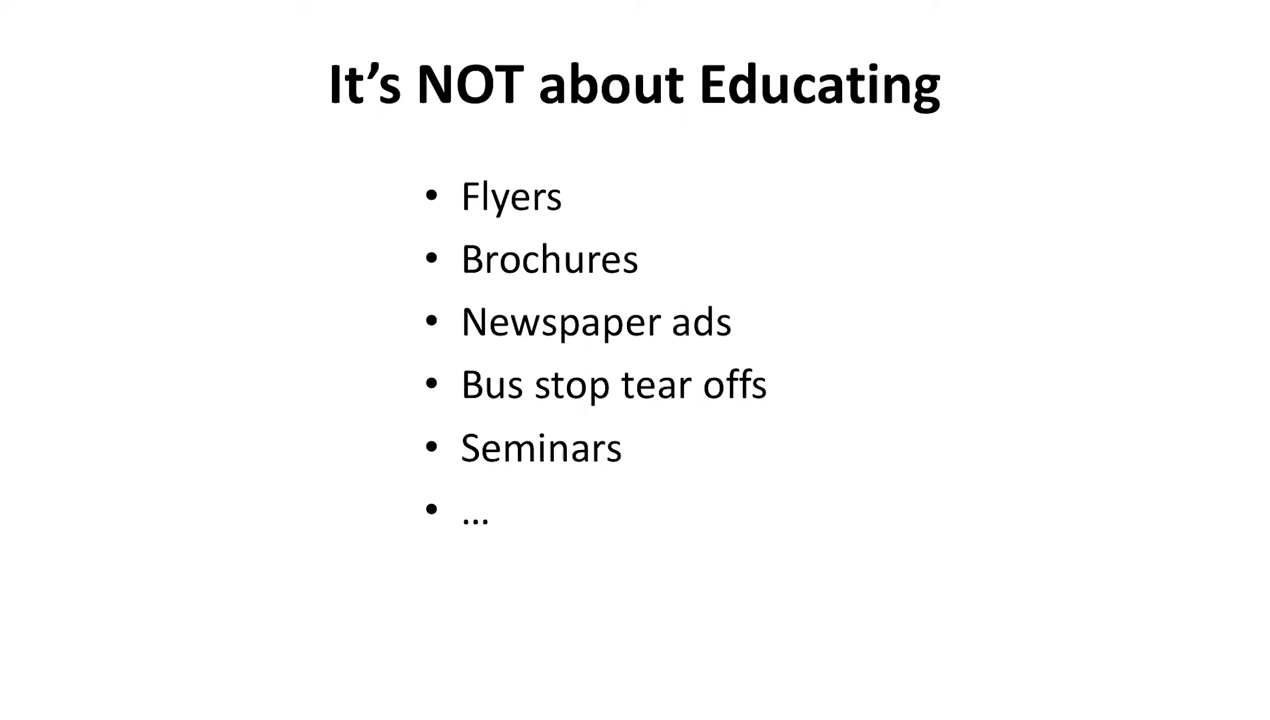 It’s NOT about Educating
• Flyers
• Brochures
• Newspaper ads
• Bus stop tear offs
• Seminars
• …